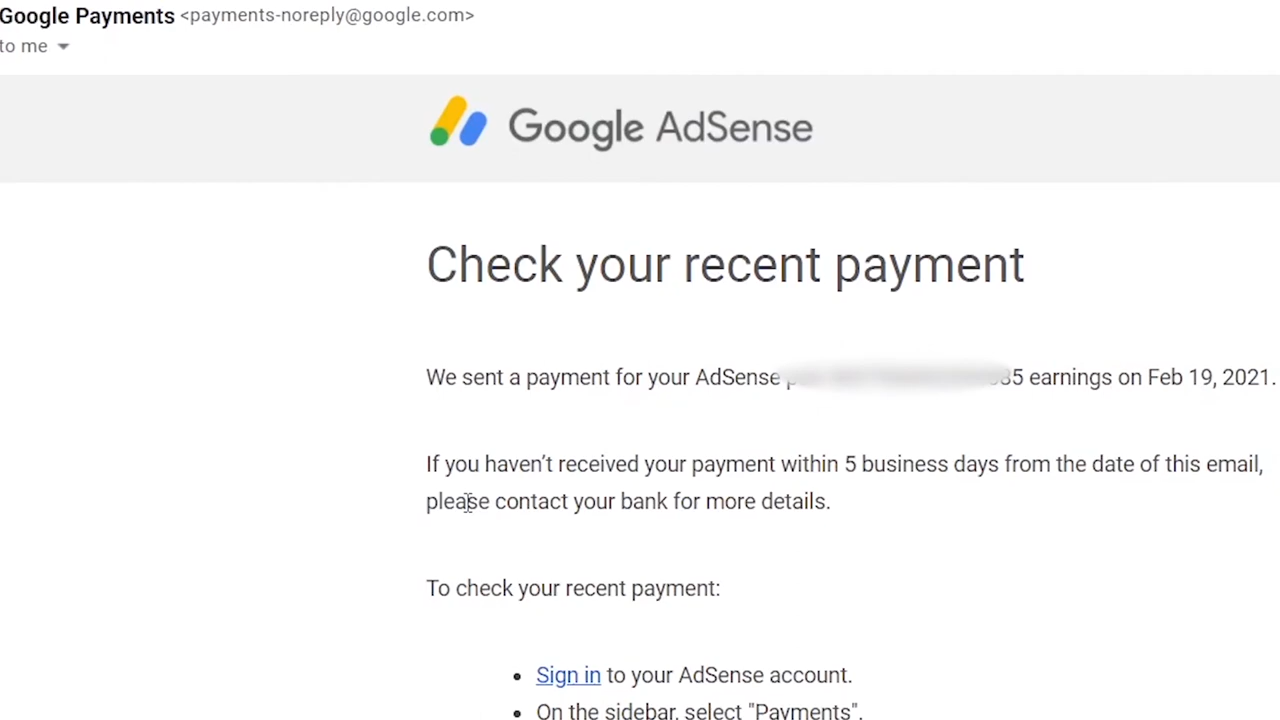 Google Payments <payments-noreply@google.com>
to me
Google AdSense
Check your recent payment
We sent a payment for your AdSense 85 earnings on Feb 19, 2021.
If you haven't received your payment within 5 business days from the date of this email,
please contact your bank for more details.
To check your recent payment:
• Sign in to your AdSense account.
• On the sidebar, select "Payments".